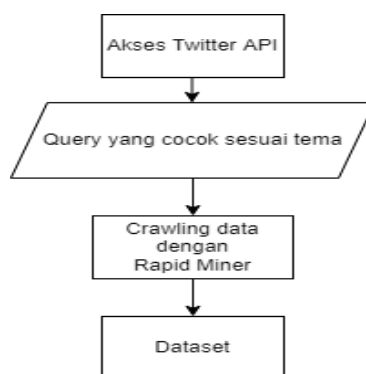 Akses Twitter API
Query yang cocok sesuai tema
Crawling data
dengan
Rapid Miner
Dataset